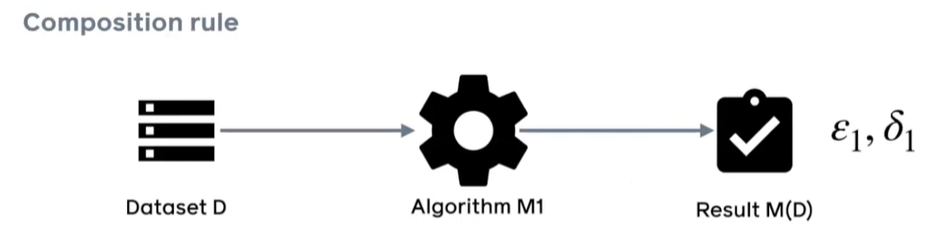 Composition rule
ε₁, δ₁
Dataset D
Algorithm M1
Result M(D)